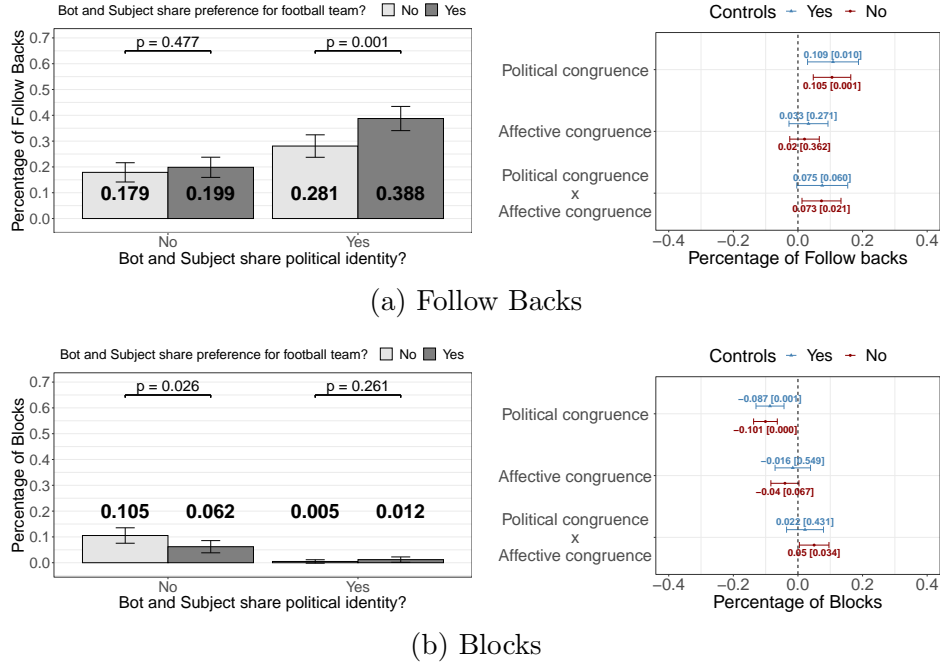 Bot and Subject share preference for football team? No Yes
Percentage of Follow Backs
0.7
0.6
0.5
0.4
0.3
0.2
0.1
0.0
p = 0.477
p = 0.001
0.179
0.199
0.281
0.388
No
Yes
Bot and Subject share political identity?
Controls Yes No
Political congruence
Affective congruence
Political congruence
x
Affective congruence
0.109 [0.010]
0.105 [0.001]
0.033 [0.271]
0.02 [0.362]
0.075 [0.060]
0.073 [0.021]
−0.4 −0.2 0.0 0.2 0.4
Percentage of Follow backs
(a) Follow Backs
Bot and Subject share preference for football team? No Yes
Percentage of Blocks
0.7
0.6
0.5
0.4
0.3
0.2
0.1
0.0
p = 0.026
p = 0.261
0.105
0.062
0.005
0.012
No
Yes
Bot and Subject share political identity?
Controls Yes No
Political congruence
Affective congruence
Political congruence
x
Affective congruence
−0.087 [0.001]
−0.101 [0.000]
−0.016 [0.549]
−0.04 [0.067]
0.022 [0.431]
0.05 [0.034]
−0.4 −0.2 0.0 0.2 0.4
Percentage of Blocks
(b) Blocks